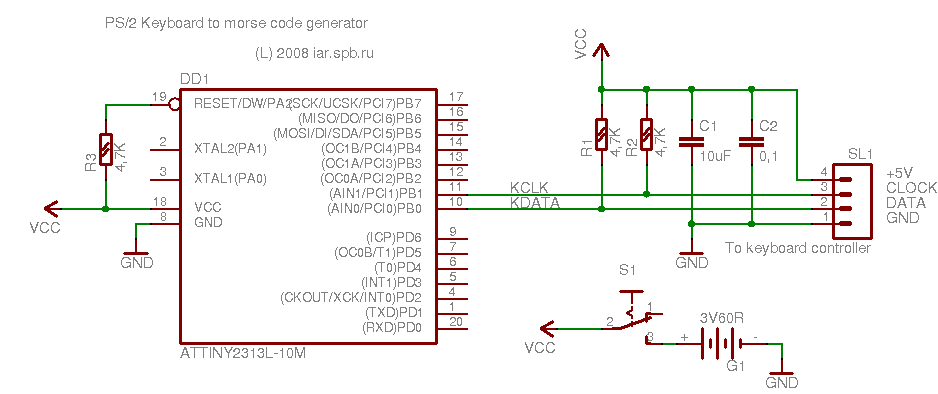 PS/2 Keyboard to morse code generator
(L) 2008 iar.spb.ru
DD1
19 RESET/DW/PA2 (SCK/UCSK/PCI7)PB7 17
(MISO/DO/PCI6)PB6 16
(MOSI/DI/SDA/PCI5)PB5 15
2 XTAL2(PA1) (OC1B/PCI4)PB4 14
(OC1A/PCI3)PB3 13
3 XTAL1(PA0) (OC0A/PCI2)PB2 12
(AIN1/PCI1)PB1 11
18 VCC (AIN0/PCI0)PB0 10
8 GND
(ICP)PD6 9
(OC0B/T1)PD5 7
(T0)PD4 6
(INT1)PD3 5
(CKOUT/XCK/INT0)PD2 4
(TXD)PD1 1
(RXD)PD0 20
ATTINY2313L-10M
R3
4,7K
VCC
GND
KCLK
KDATA
VCC
R1
4,7K
R2
4,7K
C1
10uF
C2
0,1
SL1
4 +5V
3 CLOCK
2 DATA
1 GND
To keyboard controller
GND
S1
1
2
3
VCC
3V60R
+ -
G1
GND